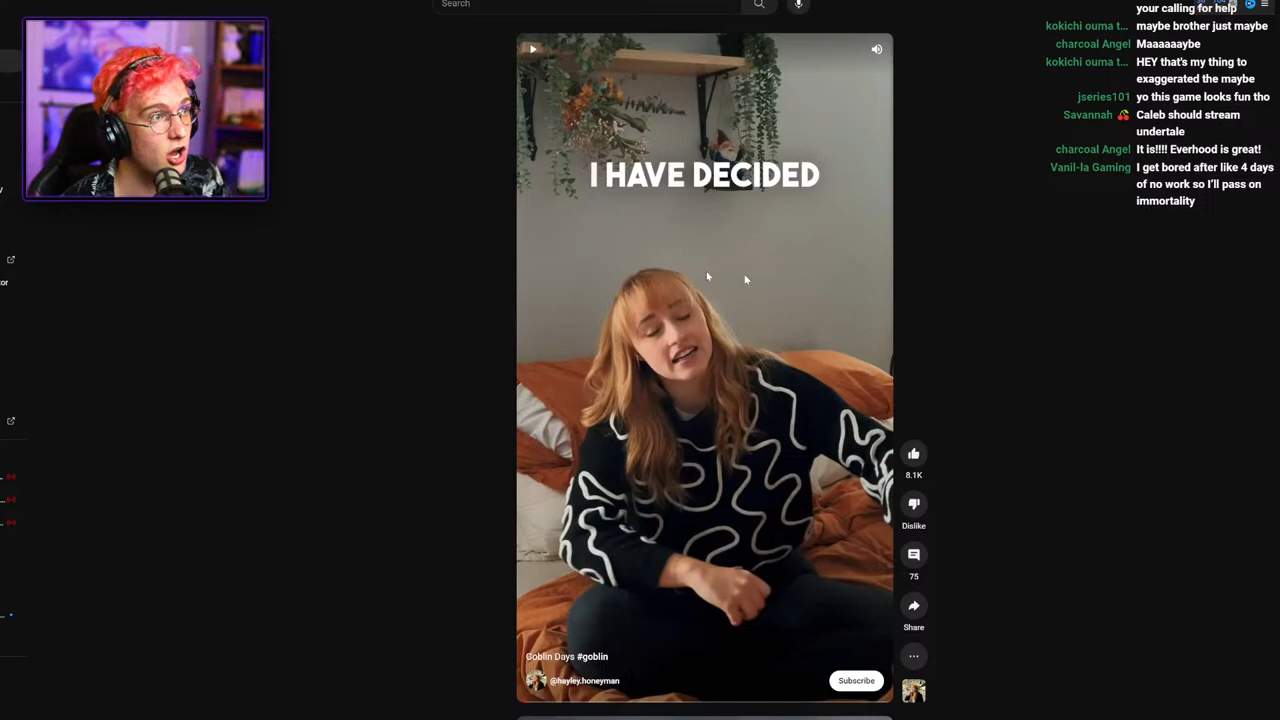 Search
your calling for help
kokichi ouma t... maybe brother just maybe
charcoal Angel Maaaaaaybe
kokichi ouma t... HEY that's my thing to
exaggerated the maybe
jseries101 yo this game looks fun tho
Savannah 🍒 Caleb should stream
undertale
charcoal Angel It is!!!! Everhood is great!
Vanil-la Gaming I get bored after like 4 days
of no work so I'll pass on
immortality
I HAVE DECIDED
8.1K
Dislike
75
Share
Goblin Days #goblin
@hayley.honeyman
Subscribe